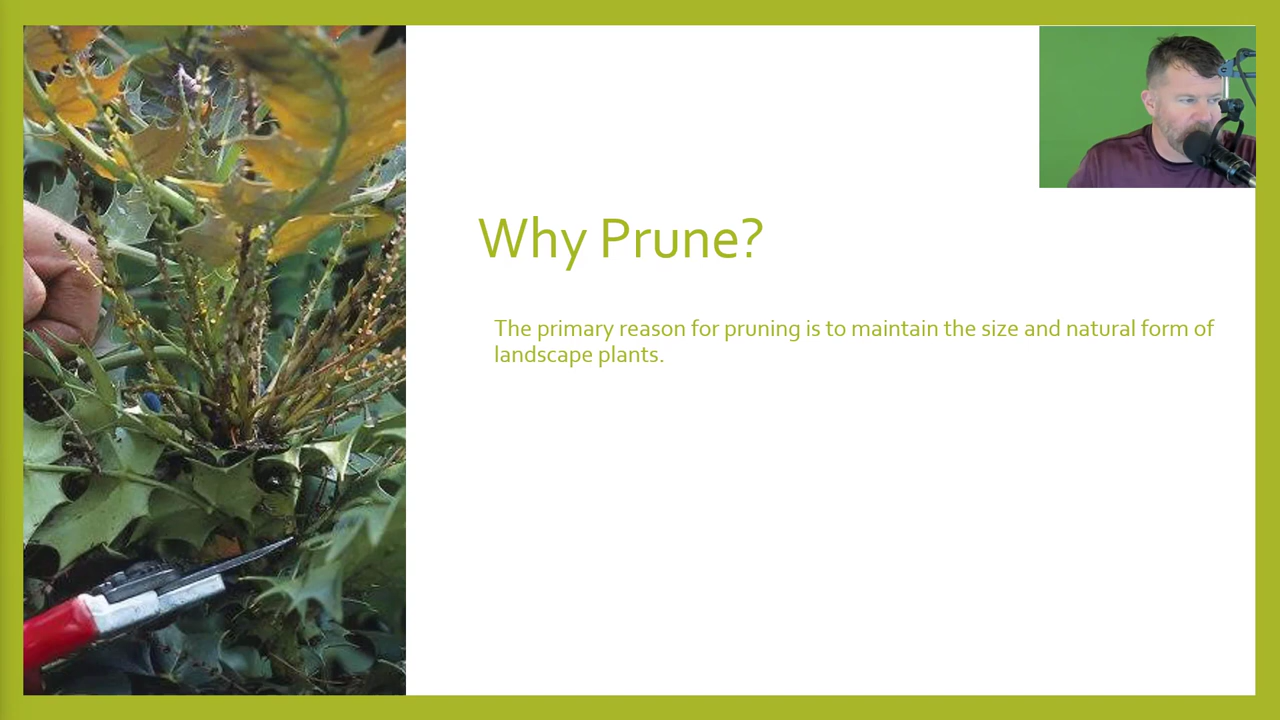 Why Prune?
The primary reason for pruning is to maintain the size and natural form of
landscape plants.